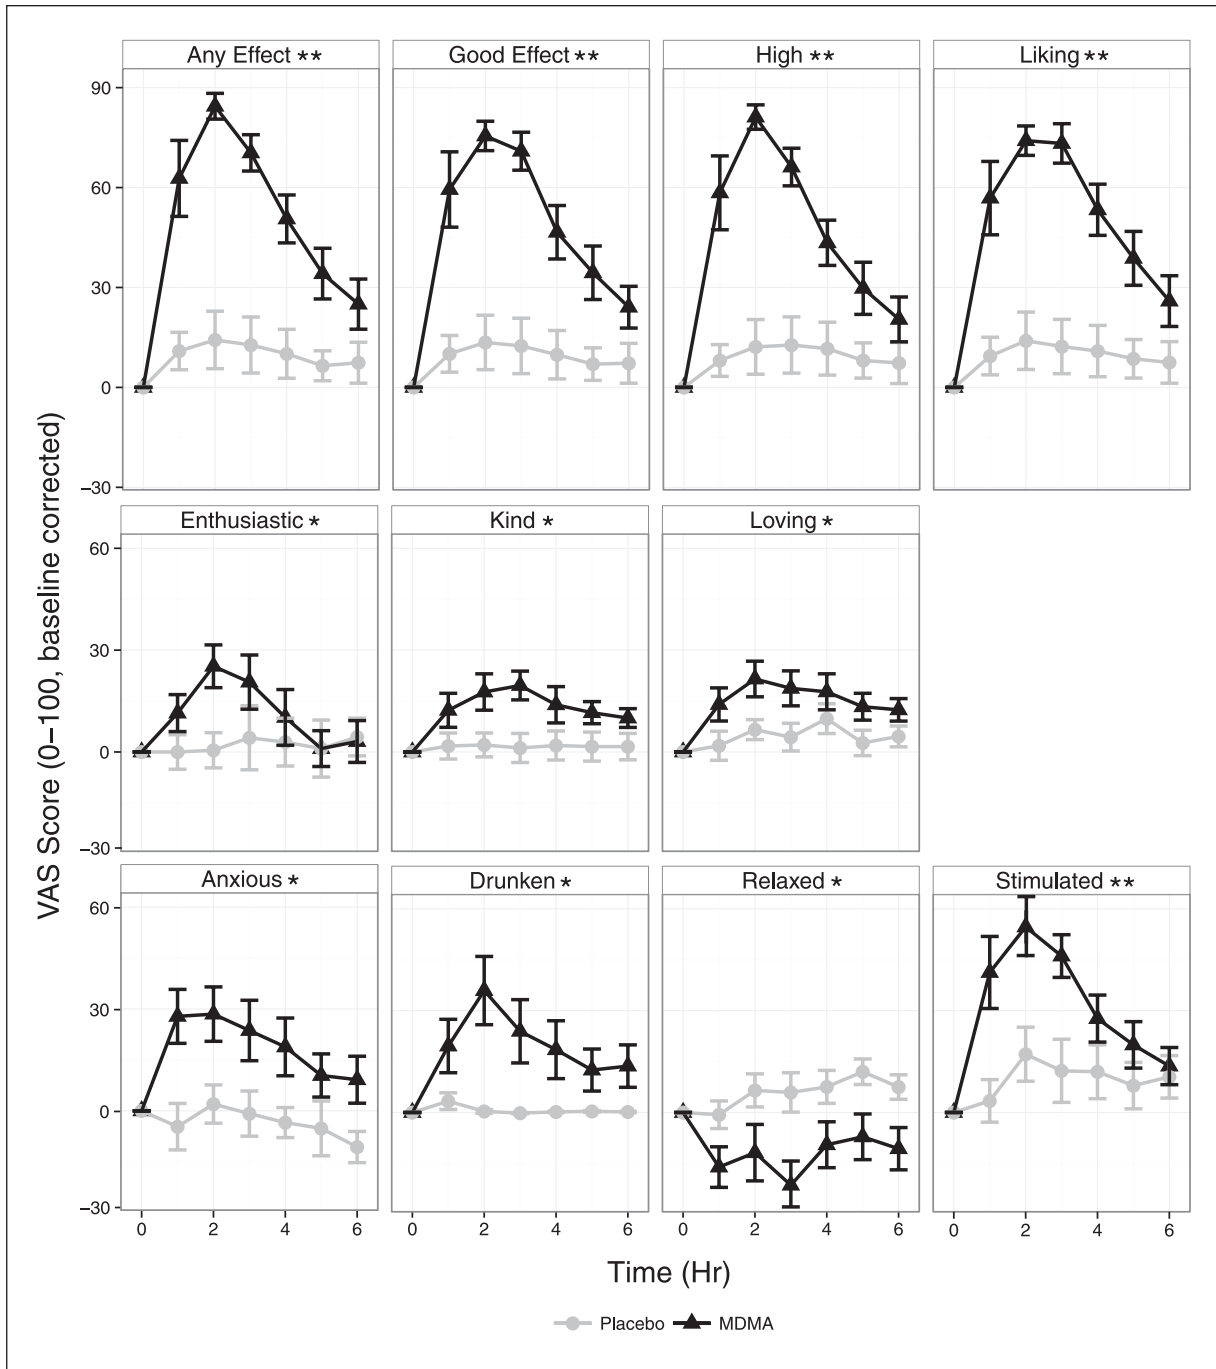 Any Effect ** Good Effect ** High ** Liking **
90
60
30
0
−30
Enthusiastic * Kind * Loving *
60
30
0
−30
VAS Score (0−100, baseline corrected)
Anxious * Drunken * Relaxed * Stimulated **
60
30
0
−30
0 2 4 6 0 2 4 6 0 2 4 6 0 2 4 6
Time (Hr)
Placebo MDMA